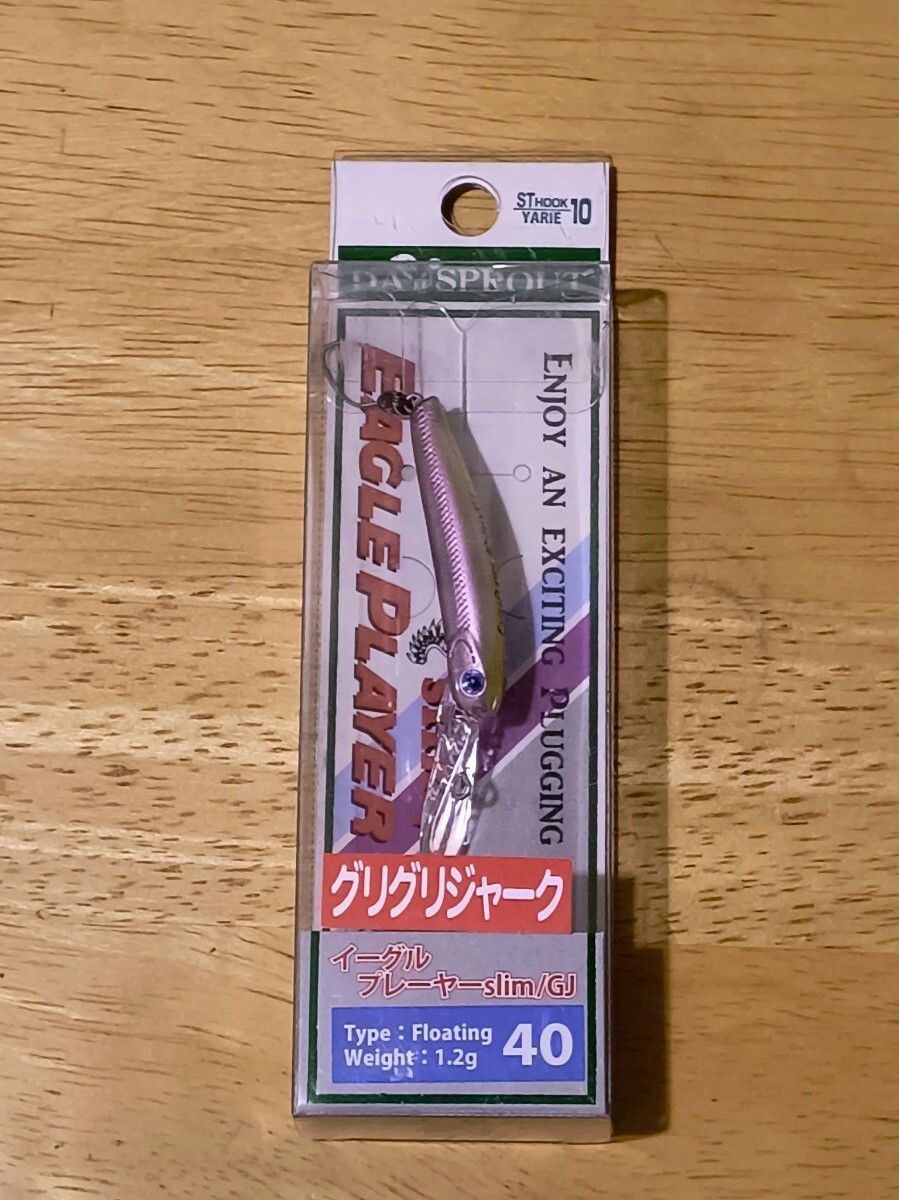 ST HOOK 10
YARIE
DAYSPROUT
EAGLE PLAYER
ENJOY AN EXCITING PLUGGING
グリグリジャーク
イーグル
プレーヤーslim/GJ
Type：Floating
Weight：1.2g
40